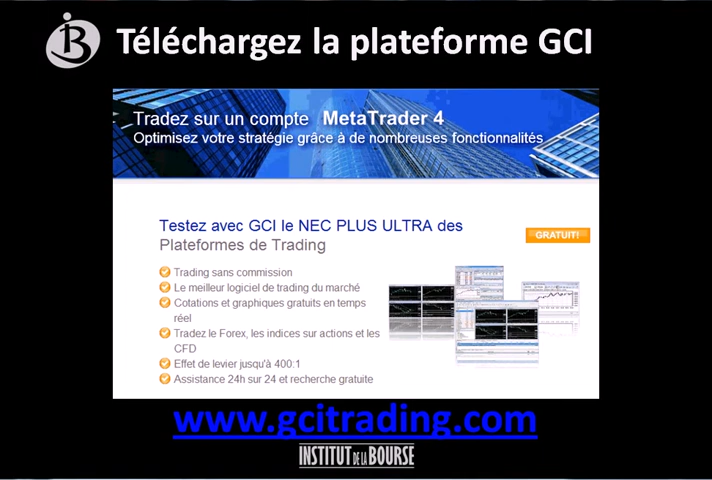 Téléchargez la plateforme GCI
Tradez sur un compte MetaTrader 4
Optimisez votre stratégie grâce à de nombreuses fonctionnalités
Testez avec GCI le NEC PLUS ULTRA des
Plateformes de Trading
GRATUIT!
Trading sans commission
Le meilleur logiciel de trading du marché
Cotations et graphiques gratuits en temps
réel
Tradez le Forex, les indices sur actions et les
CFD
Effet de levier jusqu'à 400:1
Assistance 24h sur 24 et recherche gratuite
www.gcitrading.com
INSTITUT DE LA BOURSE